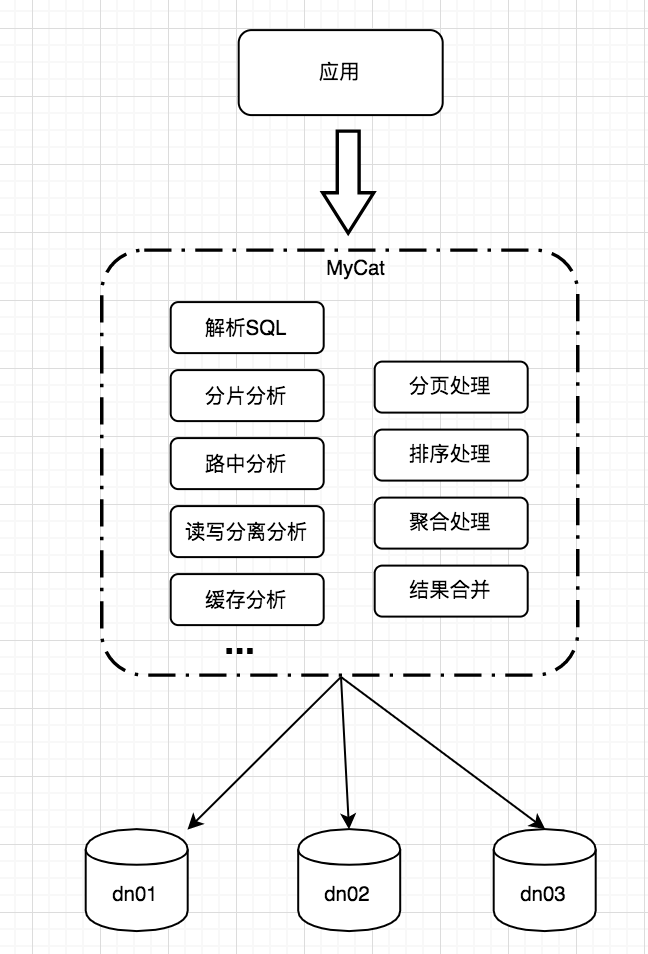 应用
MyCat
解析SQL
分片分析
路中分析
读写分离分析
缓存分析
...
分页处理
排序处理
聚合处理
结果合并
dn01
dn02
dn03